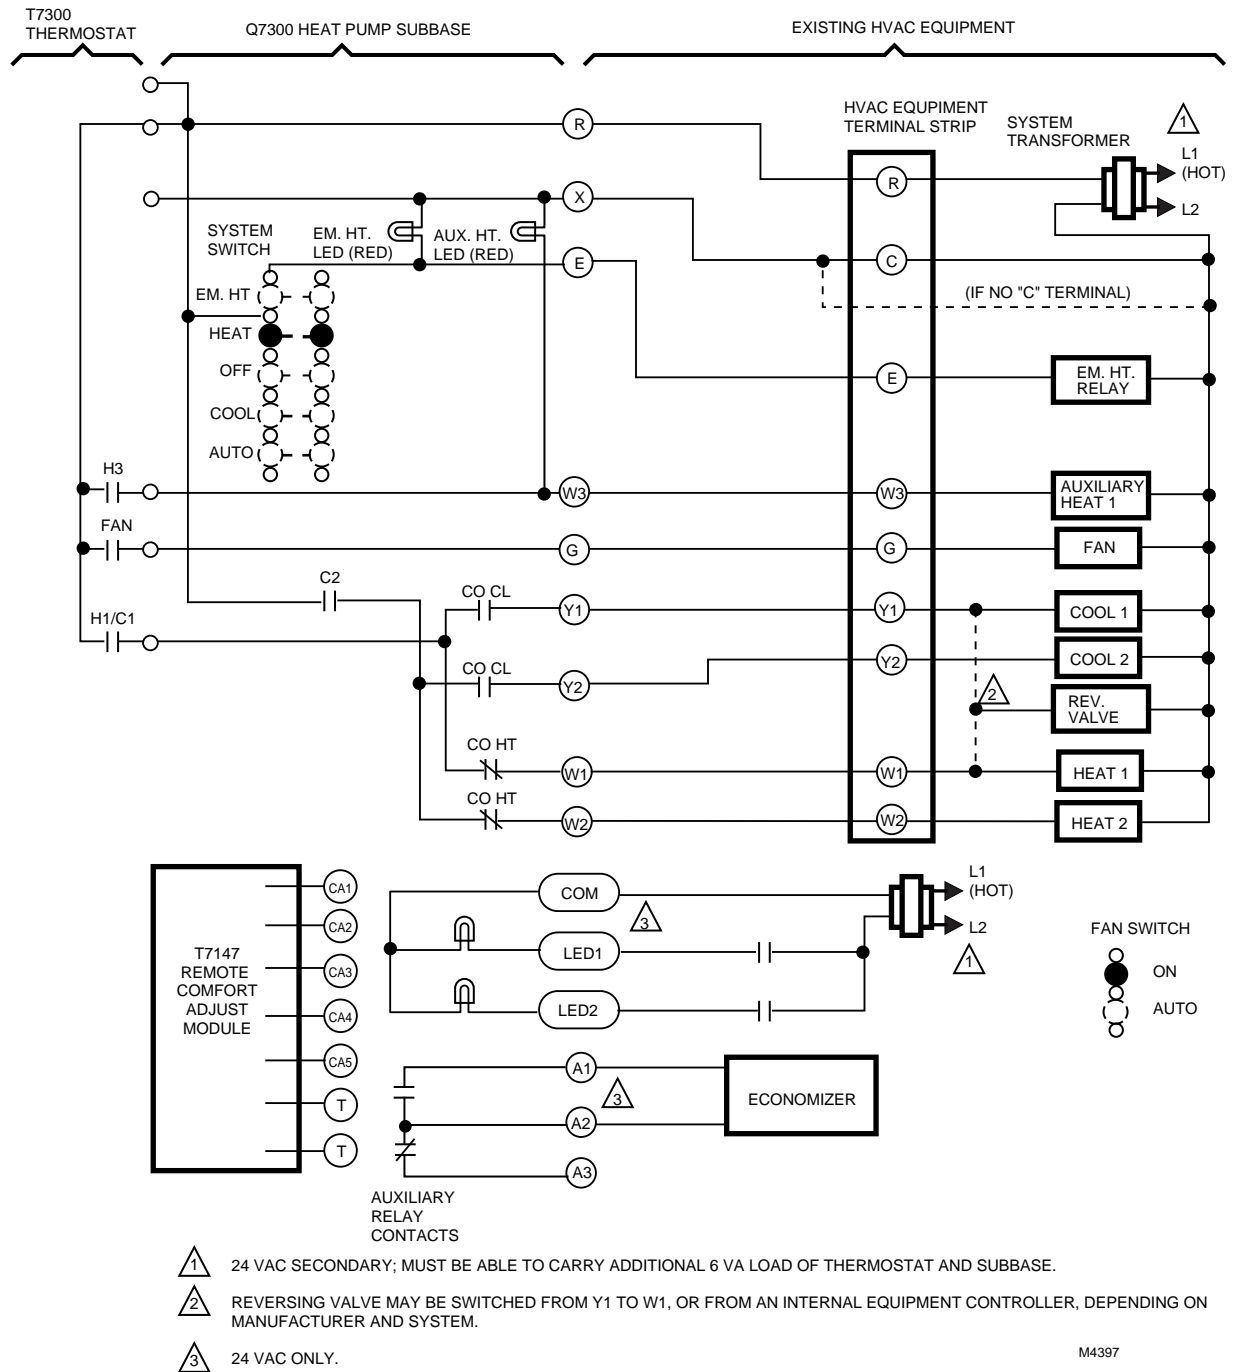 T7300
THERMOSTAT
Q7300 HEAT PUMP SUBBASE
EXISTING HVAC EQUIPMENT
HVAC EQUPIMENT
TERMINAL STRIP
SYSTEM
TRANSFORMER
1
L1
(HOT)
L2
R
R
X
SYSTEM
SWITCH
EM. HT.
LED (RED)
AUX. HT.
LED (RED)
E
C
(IF NO "C" TERMINAL)
EM. HT
HEAT
OFF
COOL
AUTO
E
EM. HT.
RELAY
H3
W3
W3
AUXILIARY
HEAT 1
FAN
G
G
FAN
C2
CO CL
Y1
Y1
COOL 1
H1/C1
CO CL
Y2
Y2
COOL 2
2
REV.
VALVE
CO HT
W1
W1
HEAT 1
CO HT
W2
W2
HEAT 2
T7147
REMOTE
COMFORT
ADJUST
MODULE
CA1
CA2
CA3
CA4
CA5
T
T
COM
3
LED1
LED2
L1
(HOT)
L2
1
FAN SWITCH
ON
AUTO
A1
3
A2
A3
ECONOMIZER
AUXILIARY
RELAY
CONTACTS
1 24 VAC SECONDARY; MUST BE ABLE TO CARRY ADDITIONAL 6 VA LOAD OF THERMOSTAT AND SUBBASE.
2 REVERSING VALVE MAY BE SWITCHED FROM Y1 TO W1, OR FROM AN INTERNAL EQUIPMENT CONTROLLER, DEPENDING ON
MANUFACTURER AND SYSTEM.
3 24 VAC ONLY.
M4397